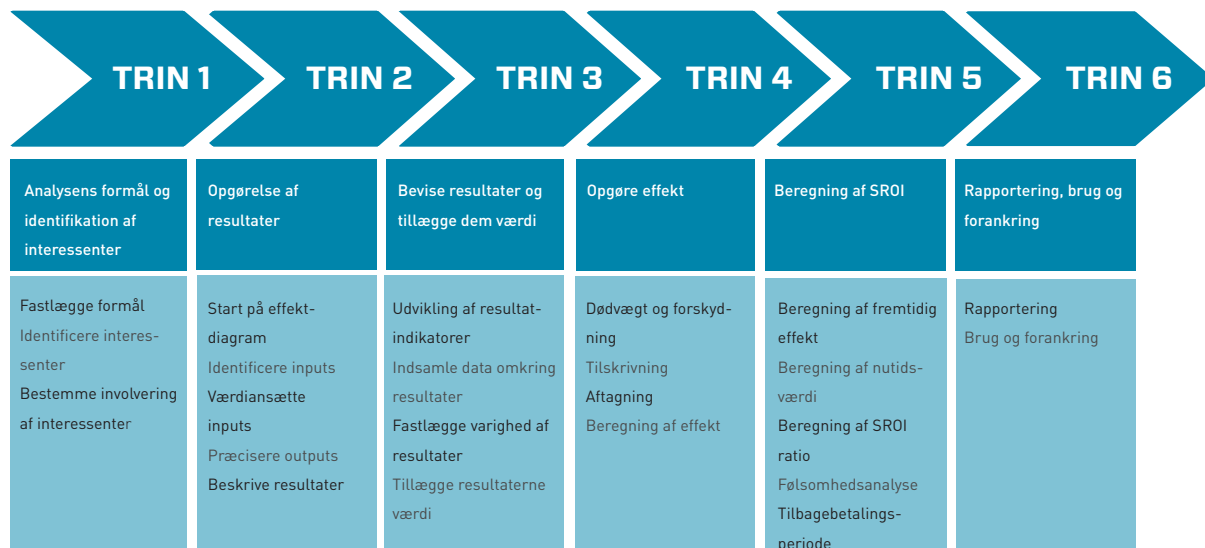 TRIN 1
TRIN 2
TRIN 3
TRIN 4
TRIN 5
TRIN 6
Analysens formål og
identifikation af
interessenter
Opgørelse af
resultater
Bevise resultater og
tillægge dem værdi
Opgøre effekt
Beregning af SROI
Rapportering, brug og
forankring
Fastlægge formål
Identificere interes-
senter
Bestemme involvering
af interessenter
Start på effekt-
diagram
Identificere inputs
Værdiansætte
inputs
Præcisere outputs
Beskrive resultater
Udvikling af resultat-
indikatorer
Indsamle data omkring
resultater
Fastlægge varighed af
resultater
Tillægge resultaterne
værdi
Dødvægt og forskyd-
ning
Tilskrivning
Aftagning
Beregning af effekt
Beregning af fremtidig
effekt
Beregning af nutids-
værdi
Beregning af SROI
ratio
Følsomhedsanalyse
Tilbagebetalings-
periode
Rapportering
Brug og forankring